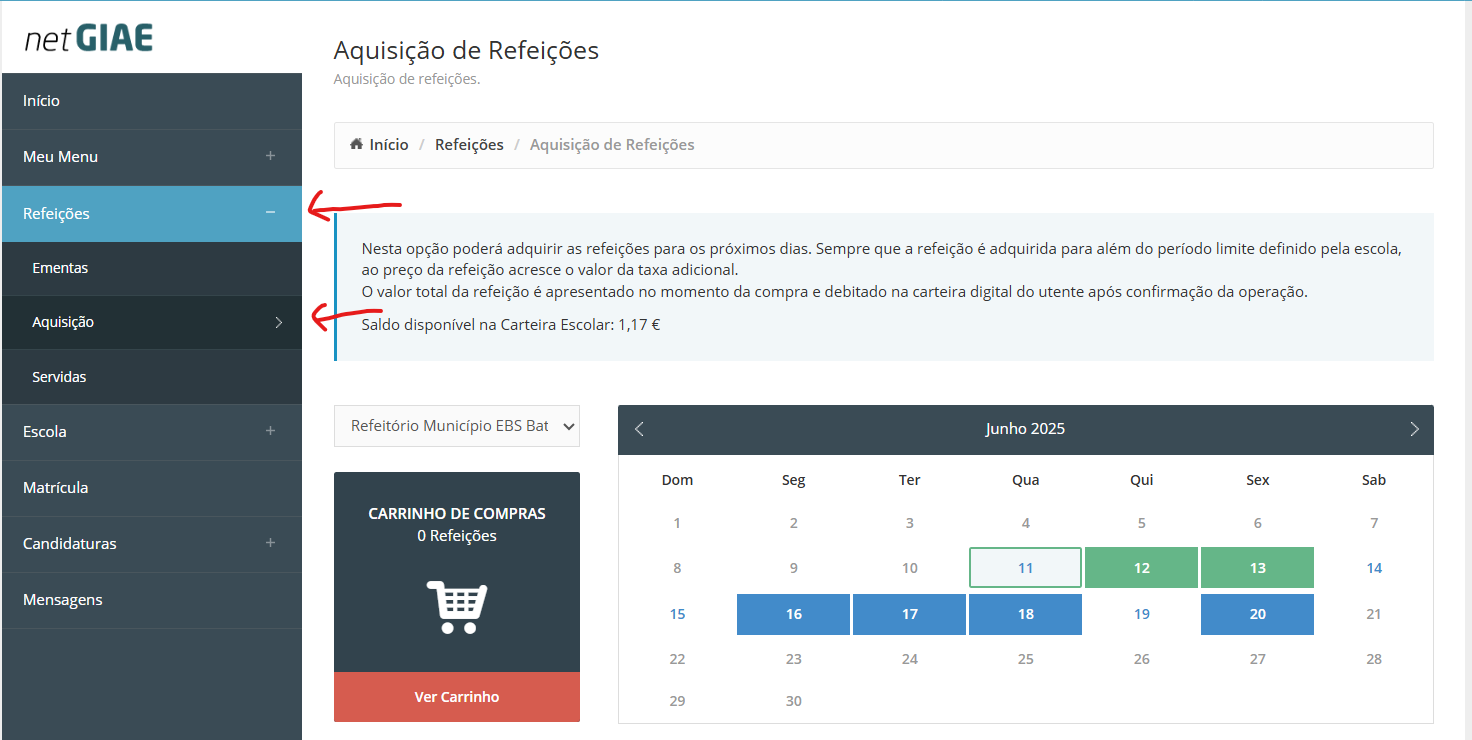 netGIAE
Início
Meu Menu +
Refeições −
Ementas
Aquisição
Servidas
Escola +
Matrícula
Candidaturas +
Mensagens
Aquisição de Refeições
Aquisição de refeições.
Início / Refeições / Aquisição de Refeições
Nesta opção poderá adquirir as refeições para os próximos dias. Sempre que a refeição é adquirida para além do período limite definido pela escola,
ao preço da refeição acresce o valor da taxa adicional.
O valor total da refeição é apresentado no momento da compra e debitado na carteira digital do utente após confirmação da operação.
Saldo disponível na Carteira Escolar: 1,17 €
Refeitório Município EBS Bat
CARRINHO DE COMPRAS
0 Refeições
Ver Carrinho
Junho 2025
Dom Seg Ter Qua Qui Sex Sab
1 2 3 4 5 6 7
8 9 10 11 12 13 14
15 16 17 18 19 20 21
22 23 24 25 26 27 28
29 30